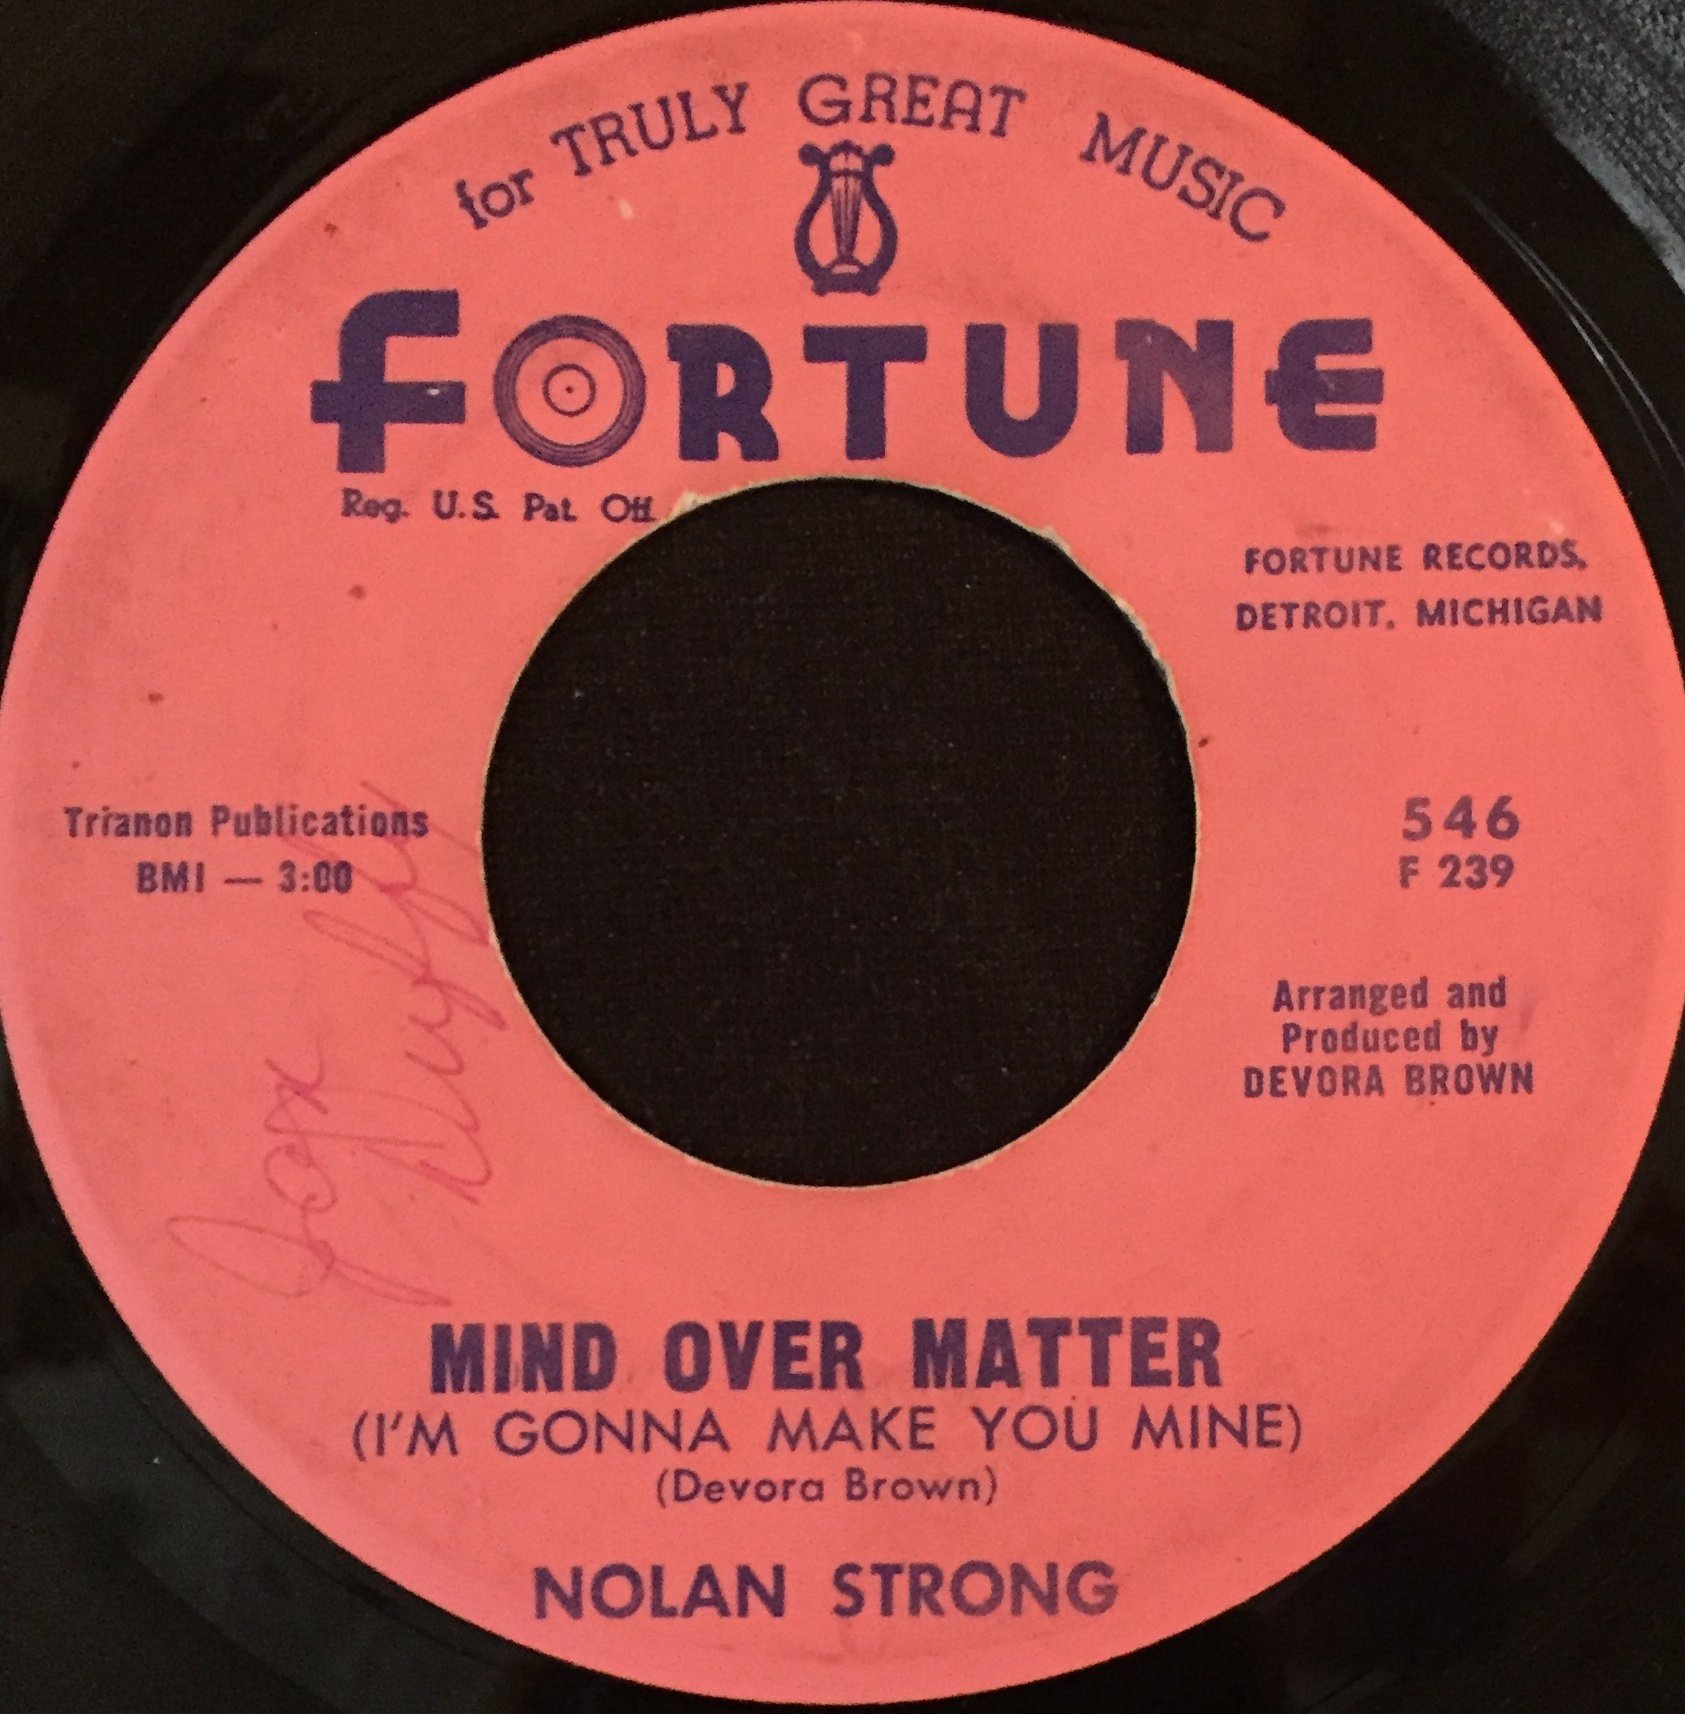 for TRULY GREAT MUSIC
FORTUNE
Reg. U.S. Pat. Off.
FORTUNE RECORDS,
DETROIT, MICHIGAN
Trianon Publications
BMI — 3:00
546
F 239
Arranged and
Produced by
DEVORA BROWN
MIND OVER MATTER
(I'M GONNA MAKE YOU MINE)
(Devora Brown)
NOLAN STRONG